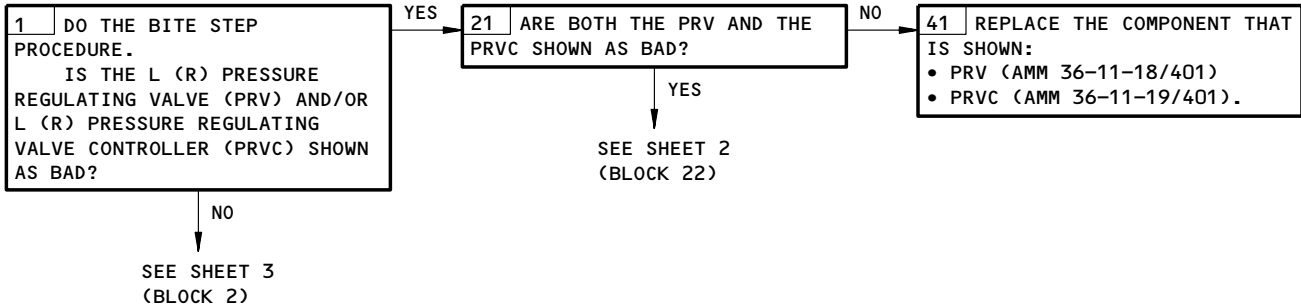 1 DO THE BITE STEP
PROCEDURE.
IS THE L (R) PRESSURE
REGULATING VALVE (PRV) AND/OR
L (R) PRESSURE REGULATING
VALVE CONTROLLER (PRVC) SHOWN
AS BAD?
YES
21 ARE BOTH THE PRV AND THE
PRVC SHOWN AS BAD?
NO
41 REPLACE THE COMPONENT THAT
IS SHOWN:
• PRV (AMM 36-11-18/401)
• PRVC (AMM 36-11-19/401).
YES
SEE SHEET 2
(BLOCK 22)
NO
SEE SHEET 3
(BLOCK 2)